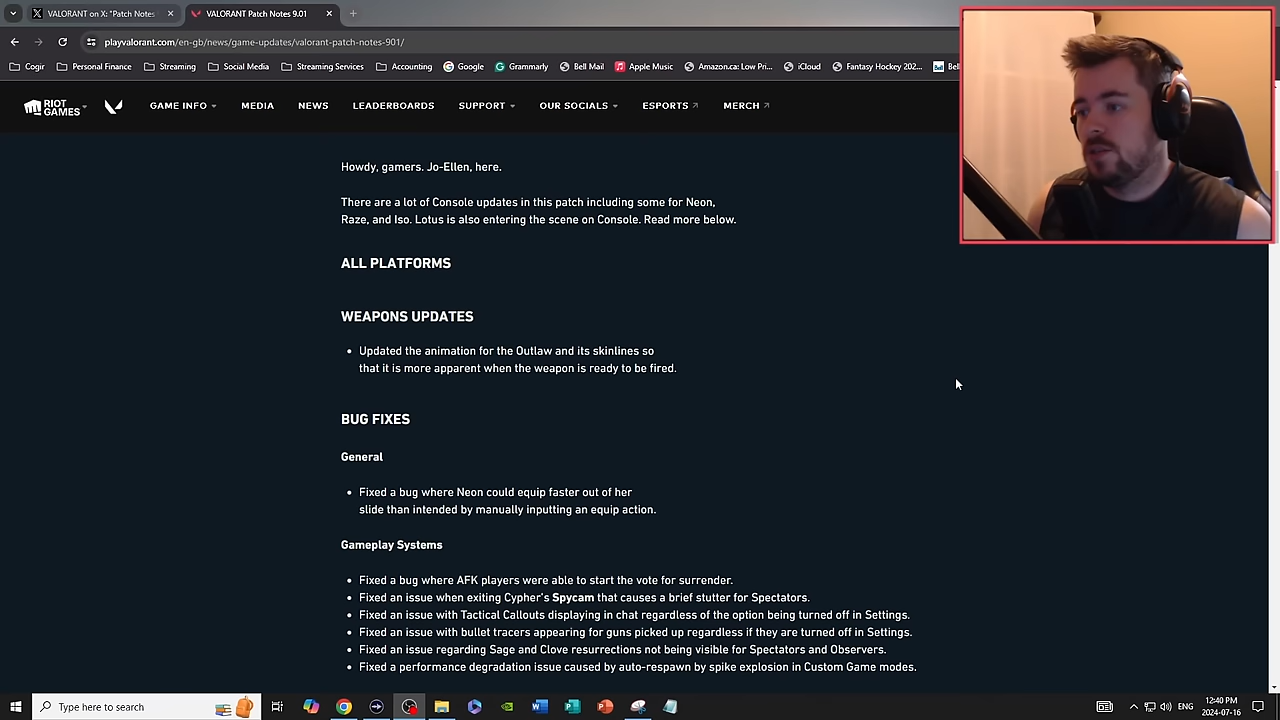 VALORANT on X: "Patch Notes
VALORANT Patch Notes 9.01
playvalorant.com/en-gb/news/game-updates/valorant-patch-notes-901/
Cogir
Personal Finance
Streaming
Social Media
Streaming Services
Accounting
Google
Grammarly
Bell Mail
Apple Music
Amazon.ca: Low Pri...
iCloud
Fantasy Hockey 202...
Bell
RIOT
GAMES
GAME INFO
MEDIA
NEWS
LEADERBOARDS
SUPPORT
OUR SOCIALS
ESPORTS
MERCH
Howdy, gamers. Jo-Ellen, here.
There are a lot of Console updates in this patch including some for Neon,
Raze, and Iso. Lotus is also entering the scene on Console. Read more below.
ALL PLATFORMS
WEAPONS UPDATES
• Updated the animation for the Outlaw and its skinlines so
that it is more apparent when the weapon is ready to be fired.
BUG FIXES
General
• Fixed a bug where Neon could equip faster out of her
slide than intended by manually inputting an equip action.
Gameplay Systems
• Fixed a bug where AFK players were able to start the vote for surrender.
• Fixed an issue when exiting Cypher's Spycam that causes a brief stutter for Spectators.
• Fixed an issue with Tactical Callouts displaying in chat regardless of the option being turned off in Settings.
• Fixed an issue with bullet tracers appearing for guns picked up regardless if they are turned off in Settings.
• Fixed an issue regarding Sage and Clove resurrections not being visible for Spectators and Observers.
• Fixed a performance degradation issue caused by auto-respawn by spike explosion in Custom Game modes.
Type here to search
ENG
12:40 PM
2024-07-16